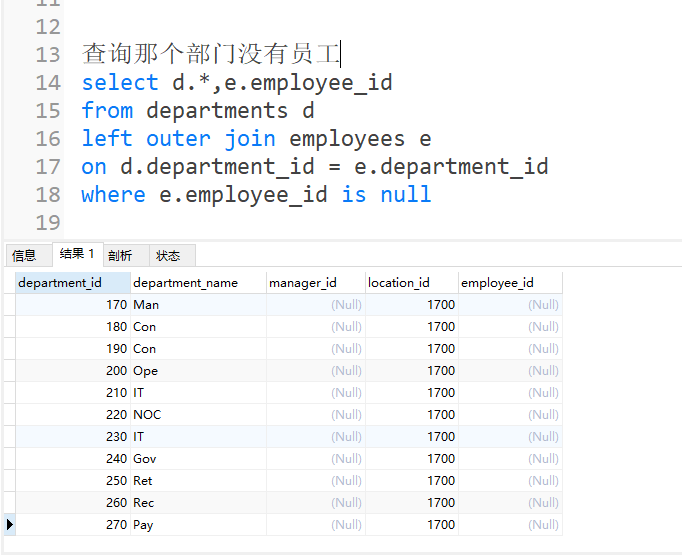 11
12
13 查询那个部门没有员工
14 select d.*,e.employee_id
15 from departments d
16 left outer join employees e
17 on d.department_id = e.department_id
18 where e.employee_id is null
19
信息 结果 1 剖析 状态
department_id department_name manager_id location_id employee_id
170 Man (Null) 1700 (Null)
180 Con (Null) 1700 (Null)
190 Con (Null) 1700 (Null)
200 Ope (Null) 1700 (Null)
210 IT (Null) 1700 (Null)
220 NOC (Null) 1700 (Null)
230 IT (Null) 1700 (Null)
240 Gov (Null) 1700 (Null)
250 Ret (Null) 1700 (Null)
260 Rec (Null) 1700 (Null)
270 Pay (Null) 1700 (Null)